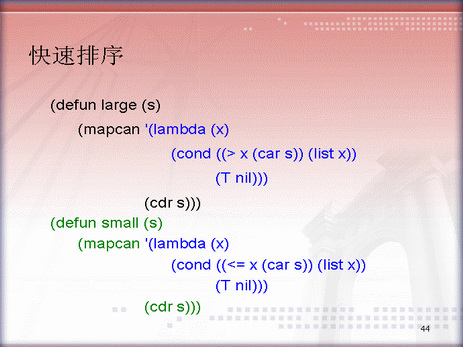 快速排序
(defun large (s)
(mapcan '(lambda (x)
(cond ((> x (car s)) (list x))
(T nil)))
(cdr s)))
(defun small (s)
(mapcan '(lambda (x)
(cond ((<= x (car s)) (list x))
(T nil)))
(cdr s)))
44